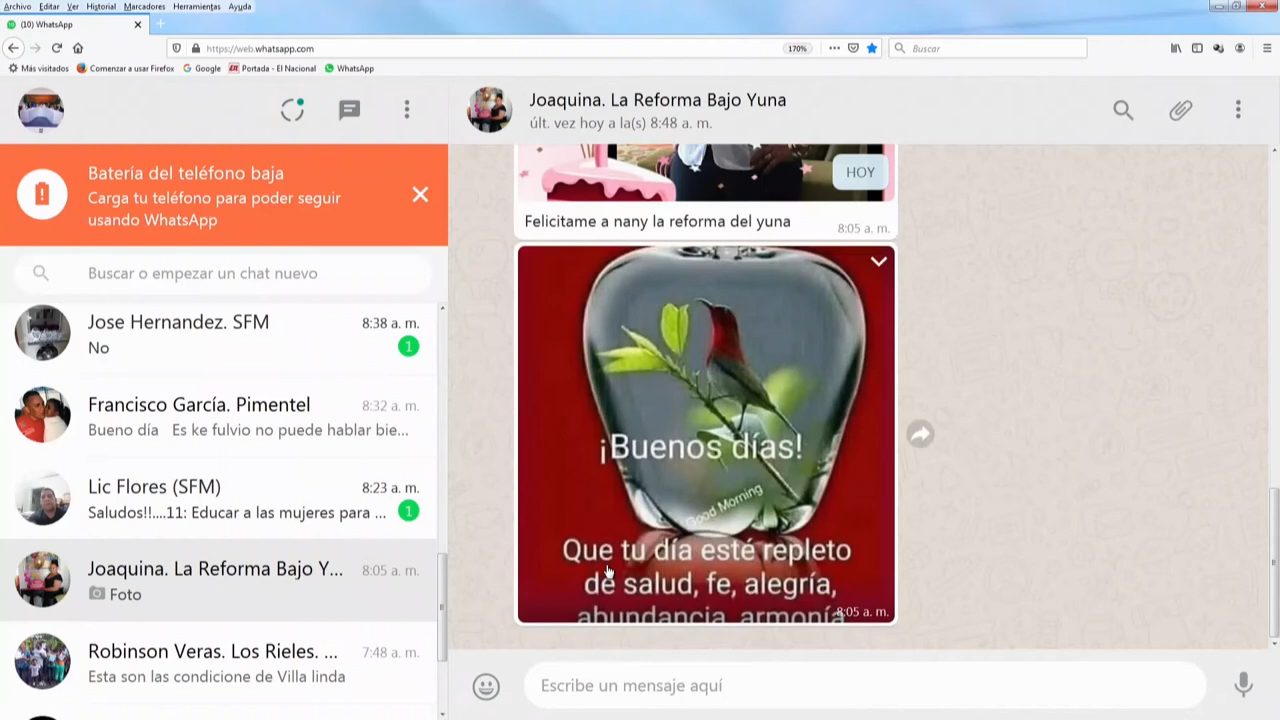 Archivo Editar Ver Historial Marcadores Herramientas Ayuda
(10) WhatsApp
https://web.whatsapp.com
170%
Buscar
Más visitados
Comenzar a usar Firefox
Google
Portada - El Nacional
WhatsApp
Batería del teléfono baja
Carga tu teléfono para poder seguir
usando WhatsApp
Buscar o empezar un chat nuevo
Jose Hernandez. SFM
8:38 a. m.
No
1
Francisco García. Pimentel
8:32 a. m.
Bueno día Es ke fulvio no puede hablar bie...
Lic Flores (SFM)
8:23 a. m.
Saludos!!....11: Educar a las mujeres para ...
1
Joaquina. La Reforma Bajo Y...
8:05 a. m.
Foto
Robinson Veras. Los Rieles. ...
7:48 a. m.
Esta son las condicione de Villa linda
Joaquina. La Reforma Bajo Yuna
últ. vez hoy a la(s) 8:48 a. m.
HOY
Felicitame a nany la reforma del yuna
8:05 a. m.
¡Buenos días!
Good Morning
Que tu día esté repleto
de salud, fe, alegría,
abundancia, armonía
8:05 a. m.
Escribe un mensaje aquí